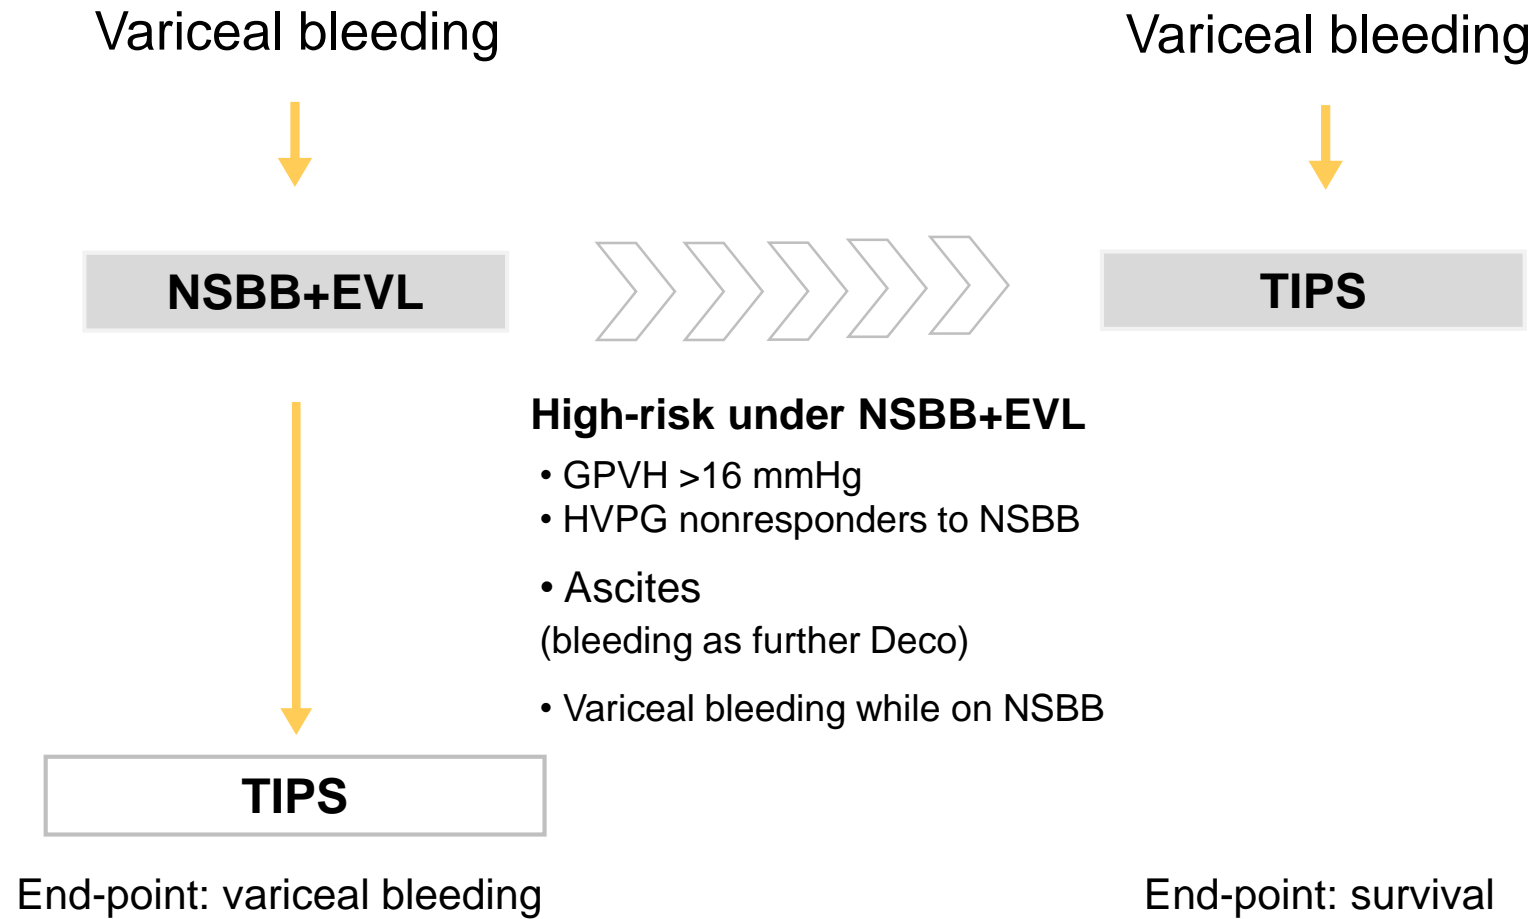 Variceal bleeding
Variceal bleeding
NSBB+EVL
TIPS
High-risk under NSBB+EVL
• GPVH >16 mmHg
• HVPG nonresponders to NSBB
• Ascites
(bleeding as further Deco)
• Variceal bleeding while on NSBB
TIPS
End-point: variceal bleeding
End-point: survival